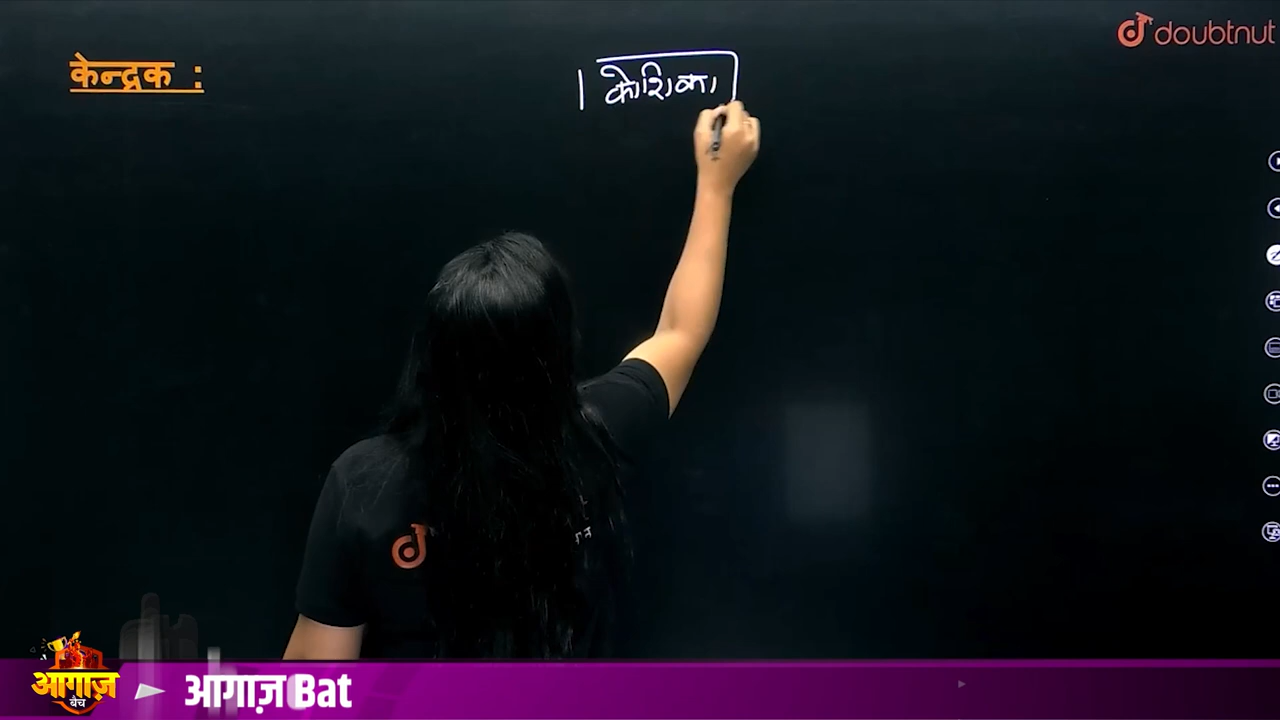 doubtnut
केन्द्रक :
कोशिका
आगाज़
बैच
आगाज़ Bat